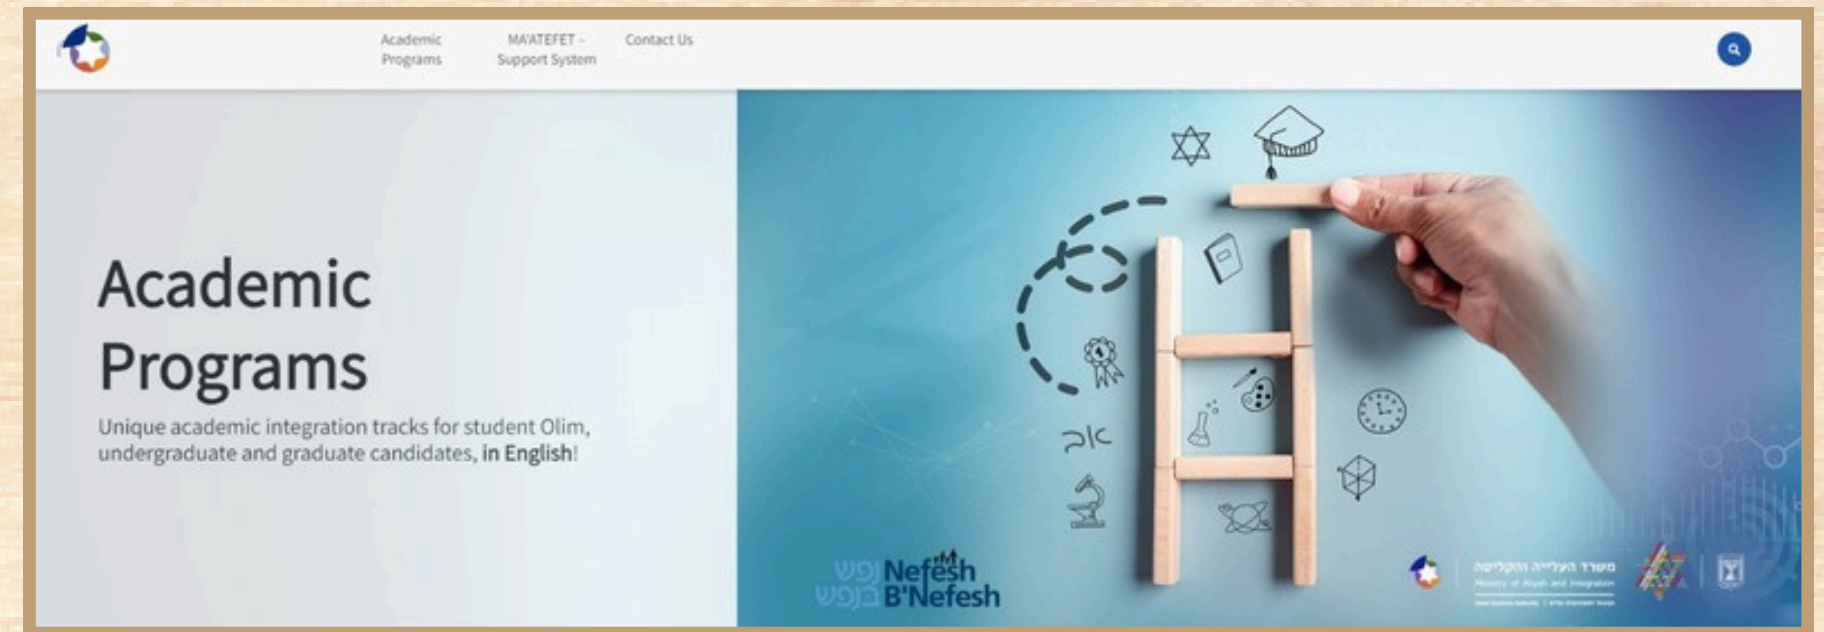 Academic
Programs
MA'ATEFET –
Support System
Contact Us
Academic
Programs
Unique academic integration tracks for student Olim,
undergraduate and graduate candidates, in English!
אב
נפש
בנפש
Nefesh
B'Nefesh
משרד העלייה והקליטה
Ministry of Aliyah and Integration